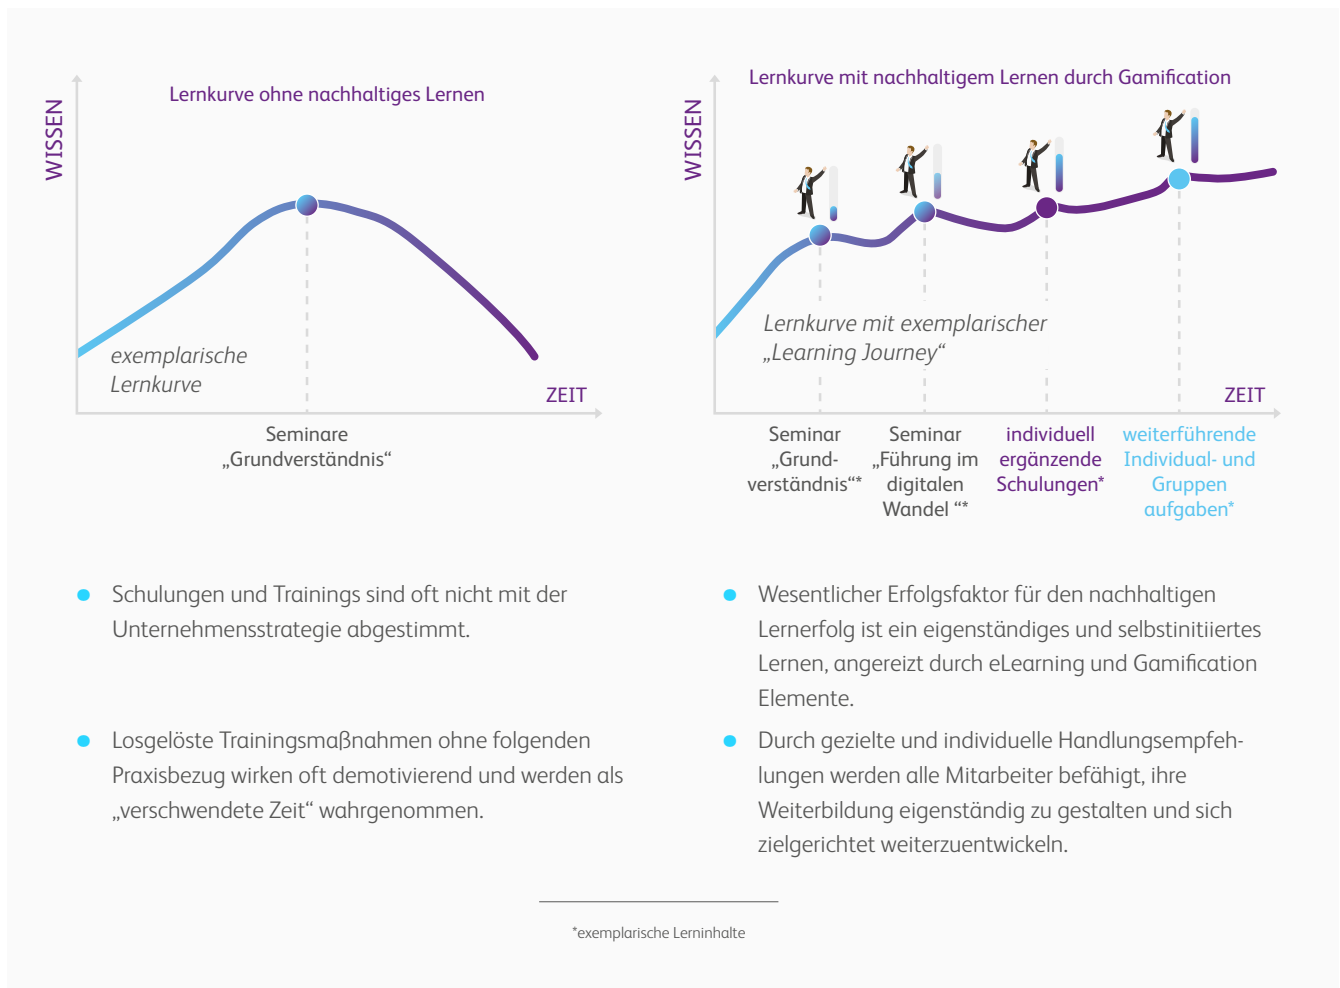 Lernkurve ohne nachhaltiges Lernen
WISSEN
exemplarische
Lernkurve
ZEIT
Seminare
„Grundverständnis“
Schulungen und Trainings sind oft nicht mit der
Unternehmensstrategie abgestimmt.
Losgelöste Trainingsmaßnahmen ohne folgenden
Praxisbezug wirken oft demotivierend und werden als
„verschwendete Zeit“ wahrgenommen.
Lernkurve mit nachhaltigem Lernen durch Gamification
WISSEN
Lernkurve mit exemplarischer
„Learning Journey“
ZEIT
Seminar
„Grund-
verständnis“*
Seminar
„Führung im
digitalen
Wandel “*
individuell
ergänzende
Schulungen*
weiterführende
Individual- und
Gruppen
aufgaben*
Wesentlicher Erfolgsfaktor für den nachhaltigen
Lernerfolg ist ein eigenständiges und selbstinitiiertes
Lernen, angereizt durch eLearning und Gamification
Elemente.
Durch gezielte und individuelle Handlungsempfeh-
lungen werden alle Mitarbeiter befähigt, ihre
Weiterbildung eigenständig zu gestalten und sich
zielgerichtet weiterzuentwickeln.
*exemplarische Lerninhalte